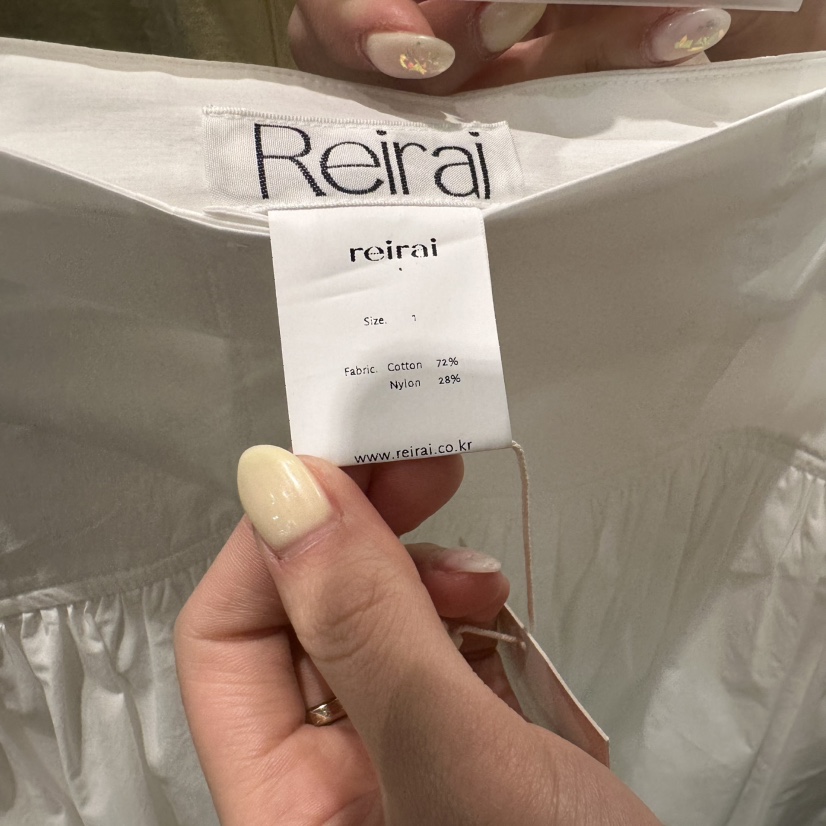 Reirai
reirai
Size. 1
Fabric. Cotton 72%
Nylon 28%
www.reirai.co.kr